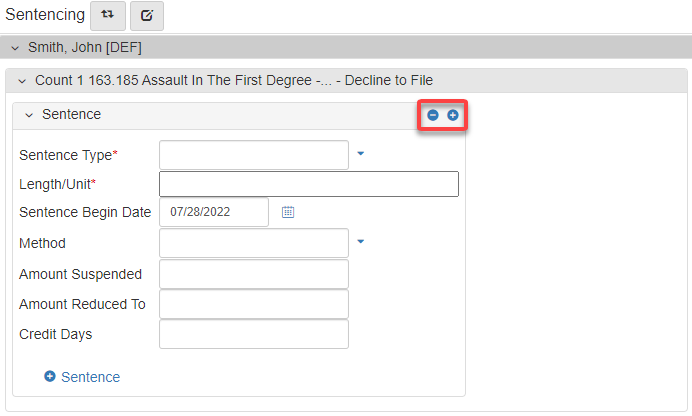 Sentencing
Smith, John [DEF]
Count 1 163.185 Assault In The First Degree -... - Decline to File
Sentence
Sentence Type*
Length/Unit*
Sentence Begin Date 07/28/2022
Method
Amount Suspended
Amount Reduced To
Credit Days
Sentence